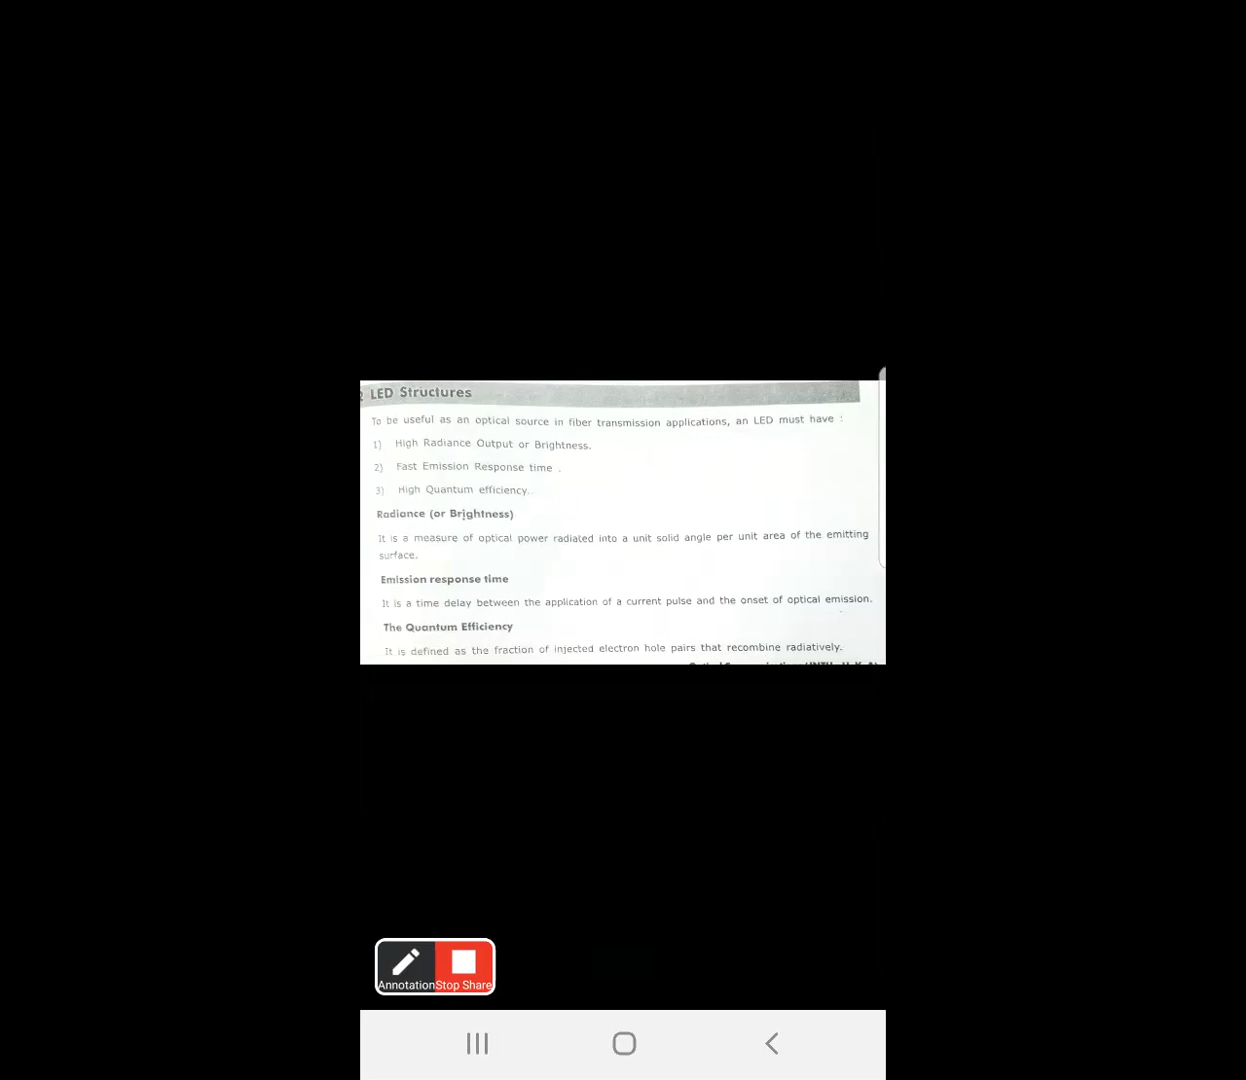 LED Structures
To be useful as an optical source in fiber transmission applications, an LED must have :
1) High Radiance Output or Brightness.
2) Fast Emission Response time .
3) High Quantum efficiency.
Radiance (or Brightness)
It is a measure of optical power radiated into a unit solid angle per unit area of the emitting
surface.
Emission response time
It is a time delay between the application of a current pulse and the onset of optical emission.
The Quantum Efficiency
It is defined as the fraction of injected electron hole pairs that recombine radiatively.
Annotation Stop Share